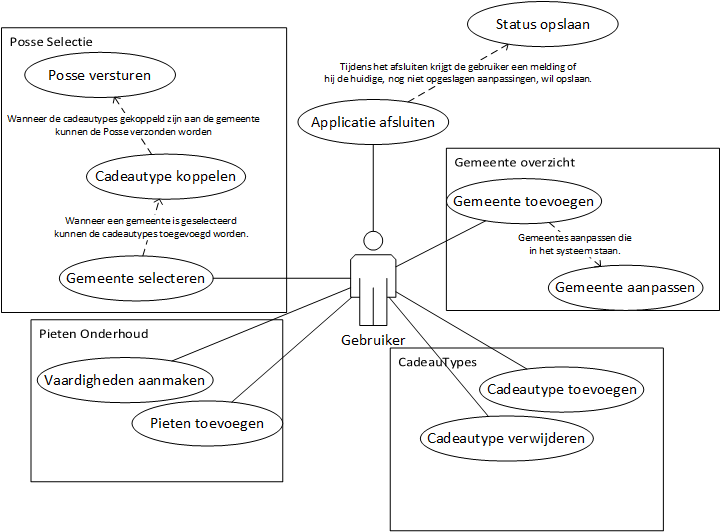 Status opslaan
Posse Selectie
Posse versturen
Tijdens het afsluiten krijgt de gebruiker een melding of
hij de huidige, nog niet opgeslagen aanpassingen, wil opslaan.
Wanneer de cadeautypes gekoppeld zijn aan de gemeente
kunnen de Posse verzonden worden
Applicatie afsluiten
Cadeautype koppelen
Gemeente overzicht
Gemeente toevoegen
Wanneer een gemeente is geselecteerd
kunnen de cadeautypes toegevoegd worden.
Gemeentes aanpassen die
in het systeem staan.
Gemeente selecteren
Gemeente aanpassen
Gebruiker
Pieten Onderhoud
Vaardigheden aanmaken
Pieten toevoegen
CadeauTypes
Cadeautype toevoegen
Cadeautype verwijderen